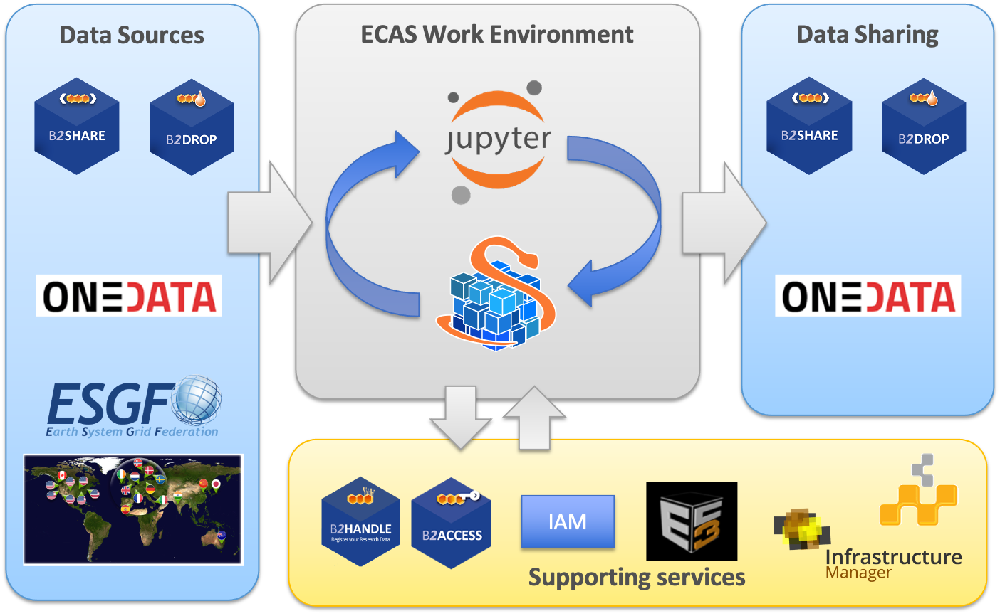 Data Sources
B2SHARE
B2DROP
ONEDATA
ESGF
Earth System Grid Federation
ECAS Work Environment
jupyter
Data Sharing
B2SHARE
B2DROP
ONEDATA
B2HANDLE
Register your Research Data
B2ACCESS
IAM
EC3
Infrastructure
Manager
Supporting services